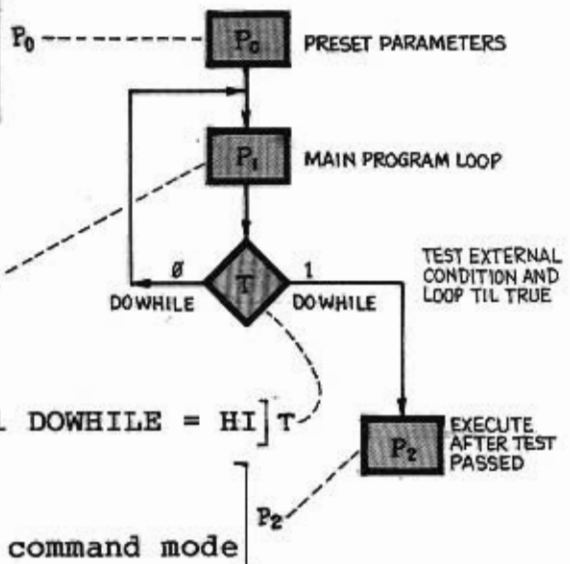 P₀
P₀
PRESET PARAMETERS
P₁
MAIN PROGRAM LOOP
T
Ø
DOWHILE
1
DOWHILE
TEST EXTERNAL
CONDITION AND
LOOP TIL TRUE
DOWHILE = HI] T
P₂
EXECUTE
AFTER TEST
PASSED
] P₂
command mode